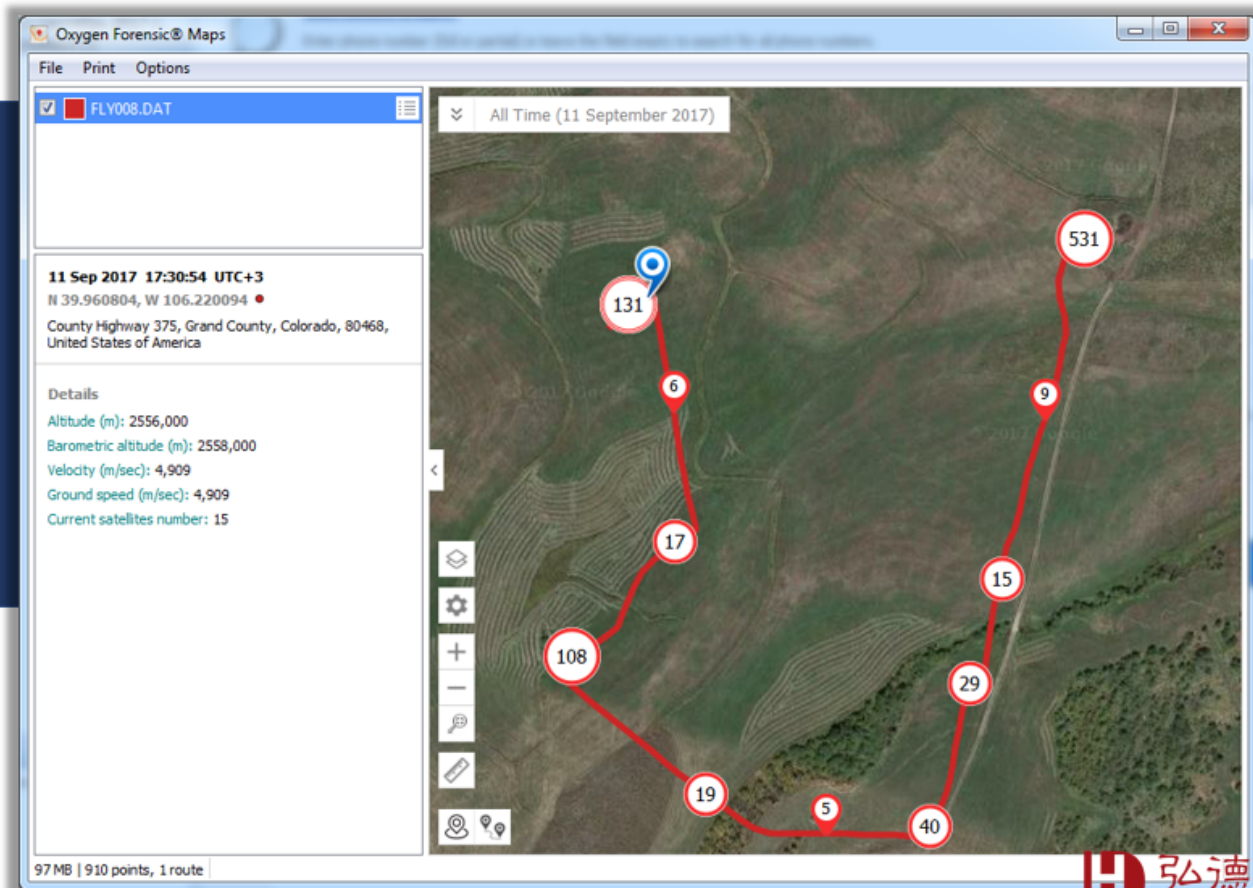 Oxygen Forensic® Maps
File Print Options
FLY008.DAT
All Time (11 September 2017)
11 Sep 2017 17:30:54 UTC+3
N 39.960804, W 106.220094
County Highway 375, Grand County, Colorado, 80468,
United States of America
Details
Altitude (m): 2556,000
Barometric altitude (m): 2558,000
Velocity (m/sec): 4,909
Ground speed (m/sec): 4,909
Current satellites number: 15
531
131
6
9
17
15
108
29
19
5
40
97 MB | 910 points, 1 route
弘德